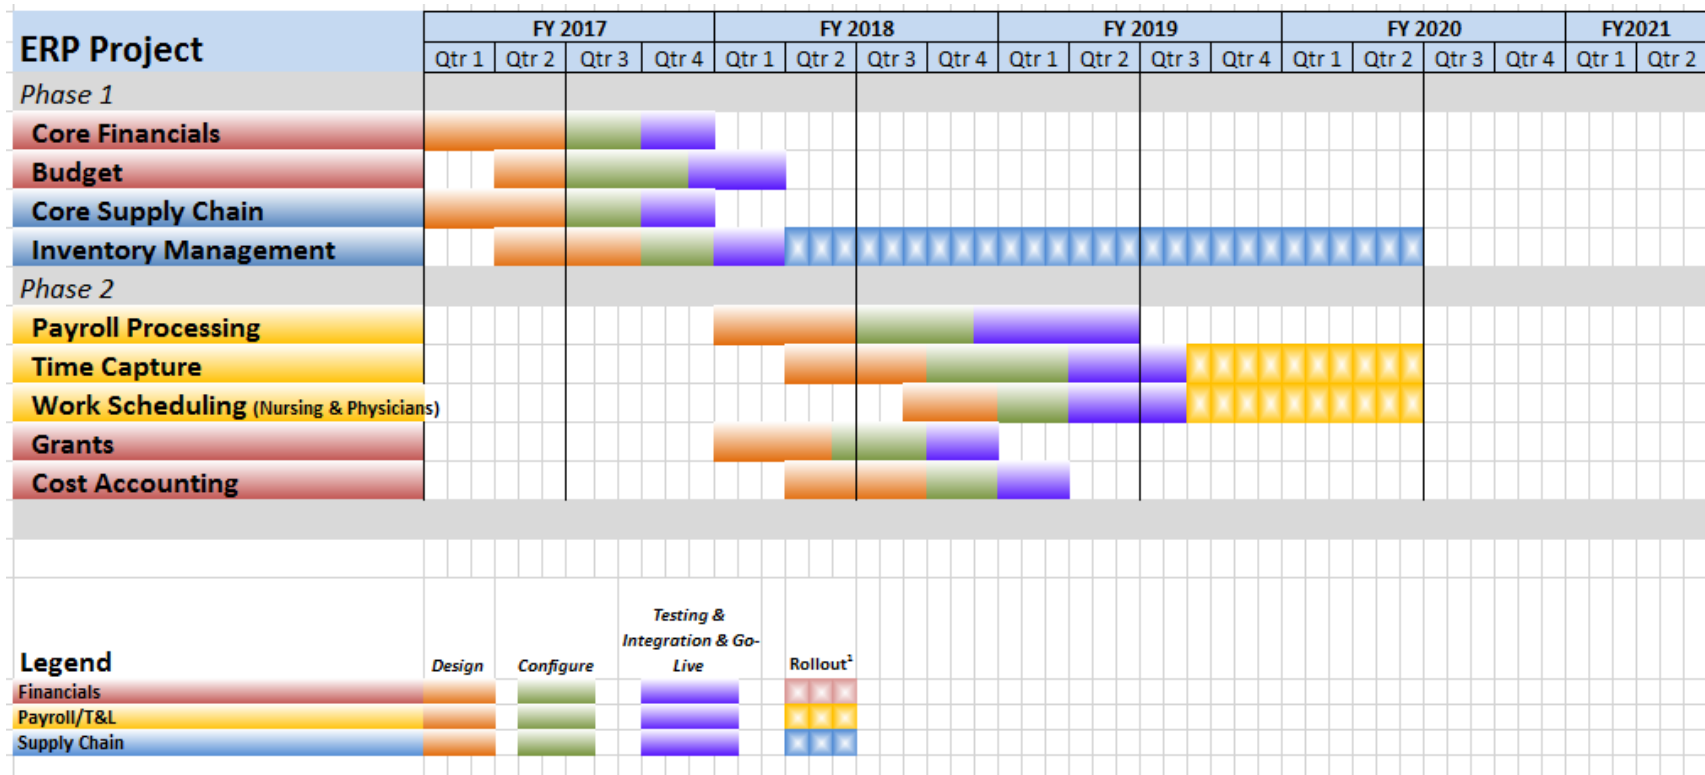 ERP Project
FY 2017 FY 2018 FY 2019 FY 2020 FY2021
Qtr 1 Qtr 2 Qtr 3 Qtr 4 Qtr 1 Qtr 2 Qtr 3 Qtr 4 Qtr 1 Qtr 2 Qtr 3 Qtr 4 Qtr 1 Qtr 2 Qtr 3 Qtr 4 Qtr 1 Qtr 2
Phase 1
Core Financials
Budget
Core Supply Chain
Inventory Management
Phase 2
Payroll Processing
Time Capture
Work Scheduling (Nursing & Physicians)
Grants
Cost Accounting
Legend
Design
Configure
Testing &
Integration & Go-
Live
Rollout¹
Financials
Payroll/T&L
Supply Chain